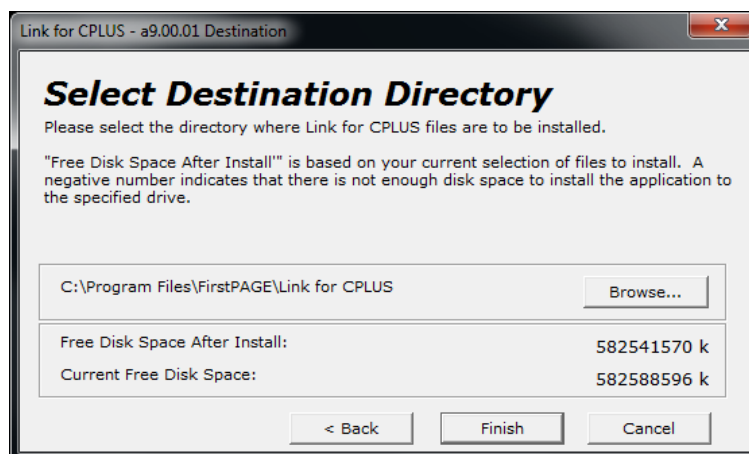 Link for CPLUS - a9.00.01 Destination
X
Select Destination Directory
Please select the directory where Link for CPLUS files are to be installed.
"Free Disk Space After Install'" is based on your current selection of files to install. A
negative number indicates that there is not enough disk space to install the application to
the specified drive.
C:\Program Files\FirstPAGE\Link for CPLUS
Browse...
Free Disk Space After Install: 582541570 k
Current Free Disk Space: 582588596 k
< Back Finish Cancel